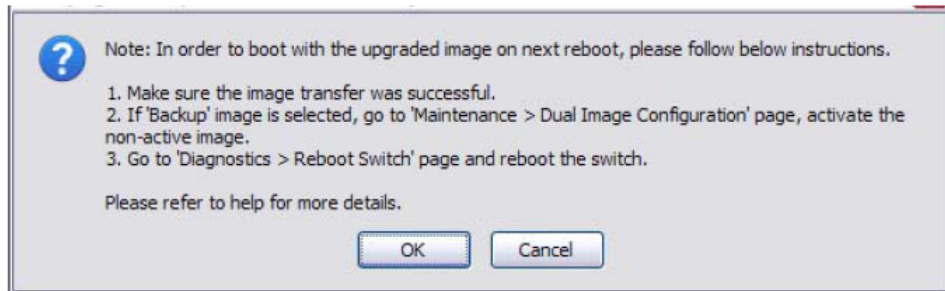 ?
Note: In order to boot with the upgraded image on next reboot, please follow below instructions.
1. Make sure the image transfer was successful.
2. If 'Backup' image is selected, go to 'Maintenance > Dual Image Configuration' page, activate the
non-active image.
3. Go to 'Diagnostics > Reboot Switch' page and reboot the switch.
Please refer to help for more details.
OK Cancel